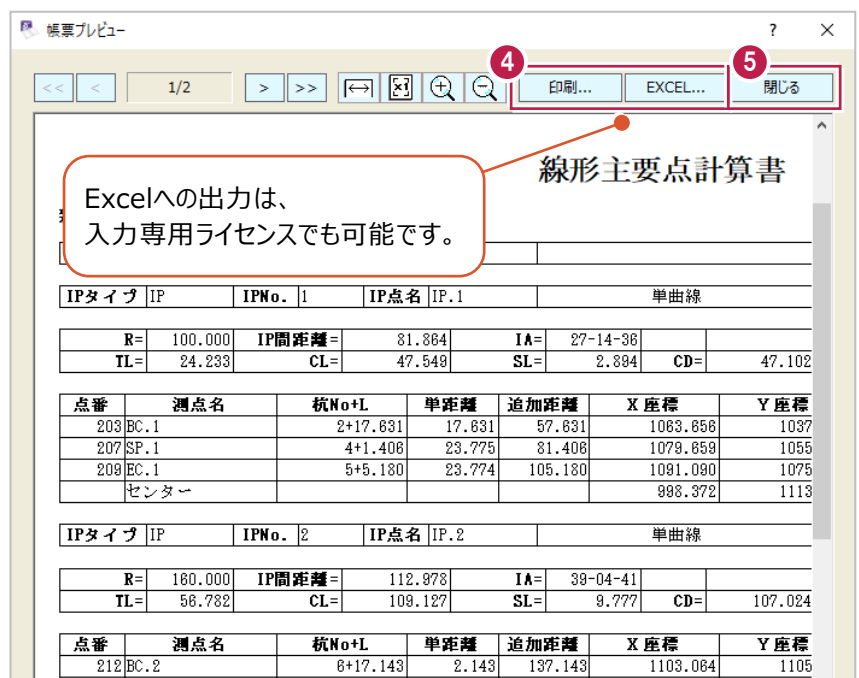 帳票プレビュー ? ×
4 5
<< < 1/2 > >> 印刷... EXCEL... 閉じる
線形主要点計算書
Excelへの出力は、
入力専用ライセンスでも可能です。
IPタイプ IP IPNo. 1 IP点名 IP.1 単曲線
R= 100.000 IP間距離= 81.864 IA= 27-14-36
TL= 24.233 CL= 47.549 SL= 2.894 CD= 47.102
点番 測点名 杭No+L 単距離 追加距離 X座標 Y座標
203 BC.1 2+17.631 17.631 57.631 1063.656 1037
207 SP.1 4+1.406 23.775 81.406 1079.659 1055
209 EC.1 5+5.180 23.774 105.180 1091.090 1075
センター 998.372 1113
IPタイプ IP IPNo. 2 IP点名 IP.2 単曲線
R= 160.000 IP間距離= 112.978 IA= 39-04-41
TL= 56.782 CL= 109.127 SL= 9.777 CD= 107.024
点番 測点名 杭No+L 単距離 追加距離 X座標 Y座標
212 BC.2 6+17.143 2.143 137.143 1103.064 1105